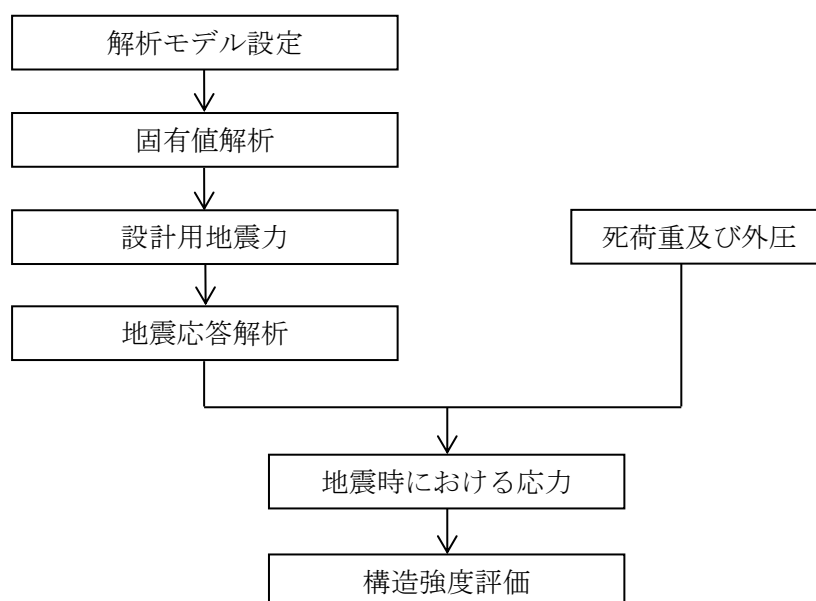 解析モデル設定
固有値解析
設計用地震力
死荷重及び外圧
地震応答解析
地震時における応力
構造強度評価